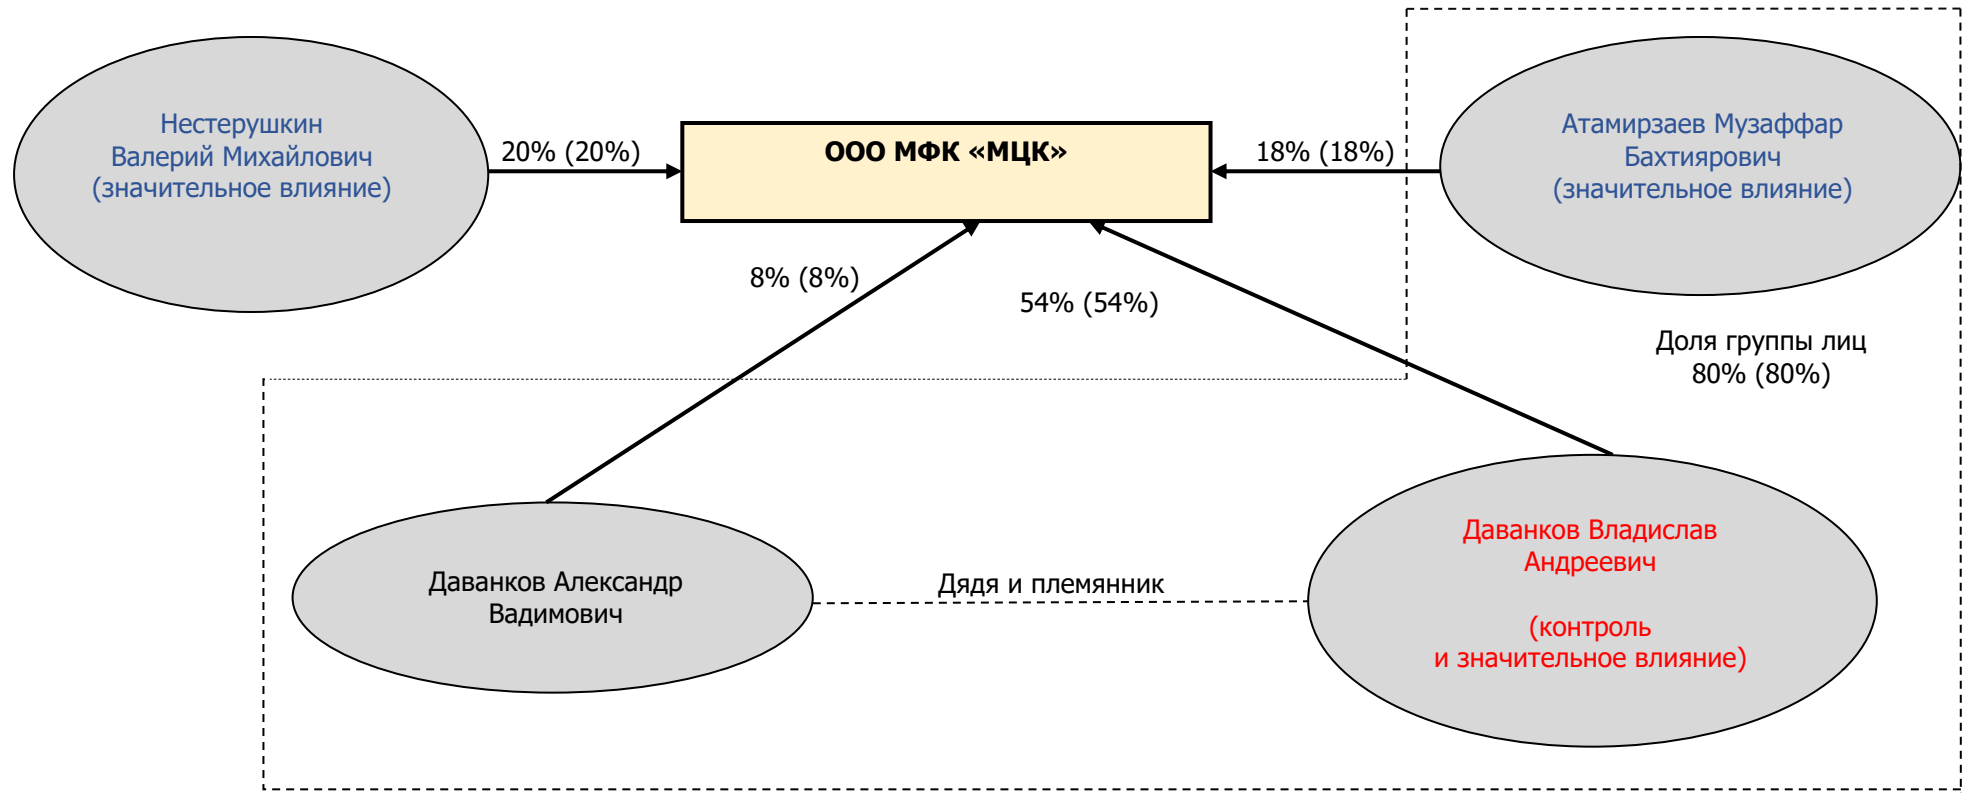 Нестерушкин
Валерий Михайлович
(значительное влияние)
20% (20%)
ООО МФК «МЦК»
18% (18%)
Атамирзаев Музаффар
Бахтиярович
(значительное влияние)
8% (8%)
54% (54%)
Доля группы лиц
80% (80%)
Даванков Александр
Вадимович
Дядя и племянник
Даванков Владислав
Андреевич
(контроль
и значительное влияние)